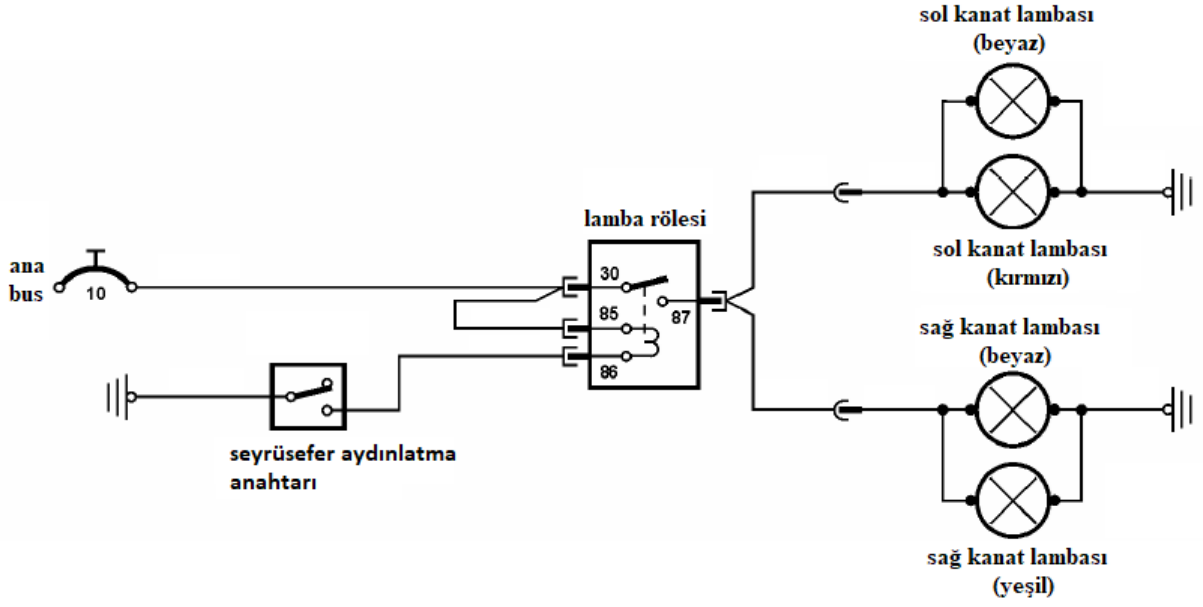 sol kanat lambası
(beyaz)
sol kanat lambası
(kırmızı)
lamba rölesi
ana
bus
10
30
85
87
86
seyrüsefer aydınlatma
anahtarı
sağ kanat lambası
(beyaz)
sağ kanat lambası
(yeşil)